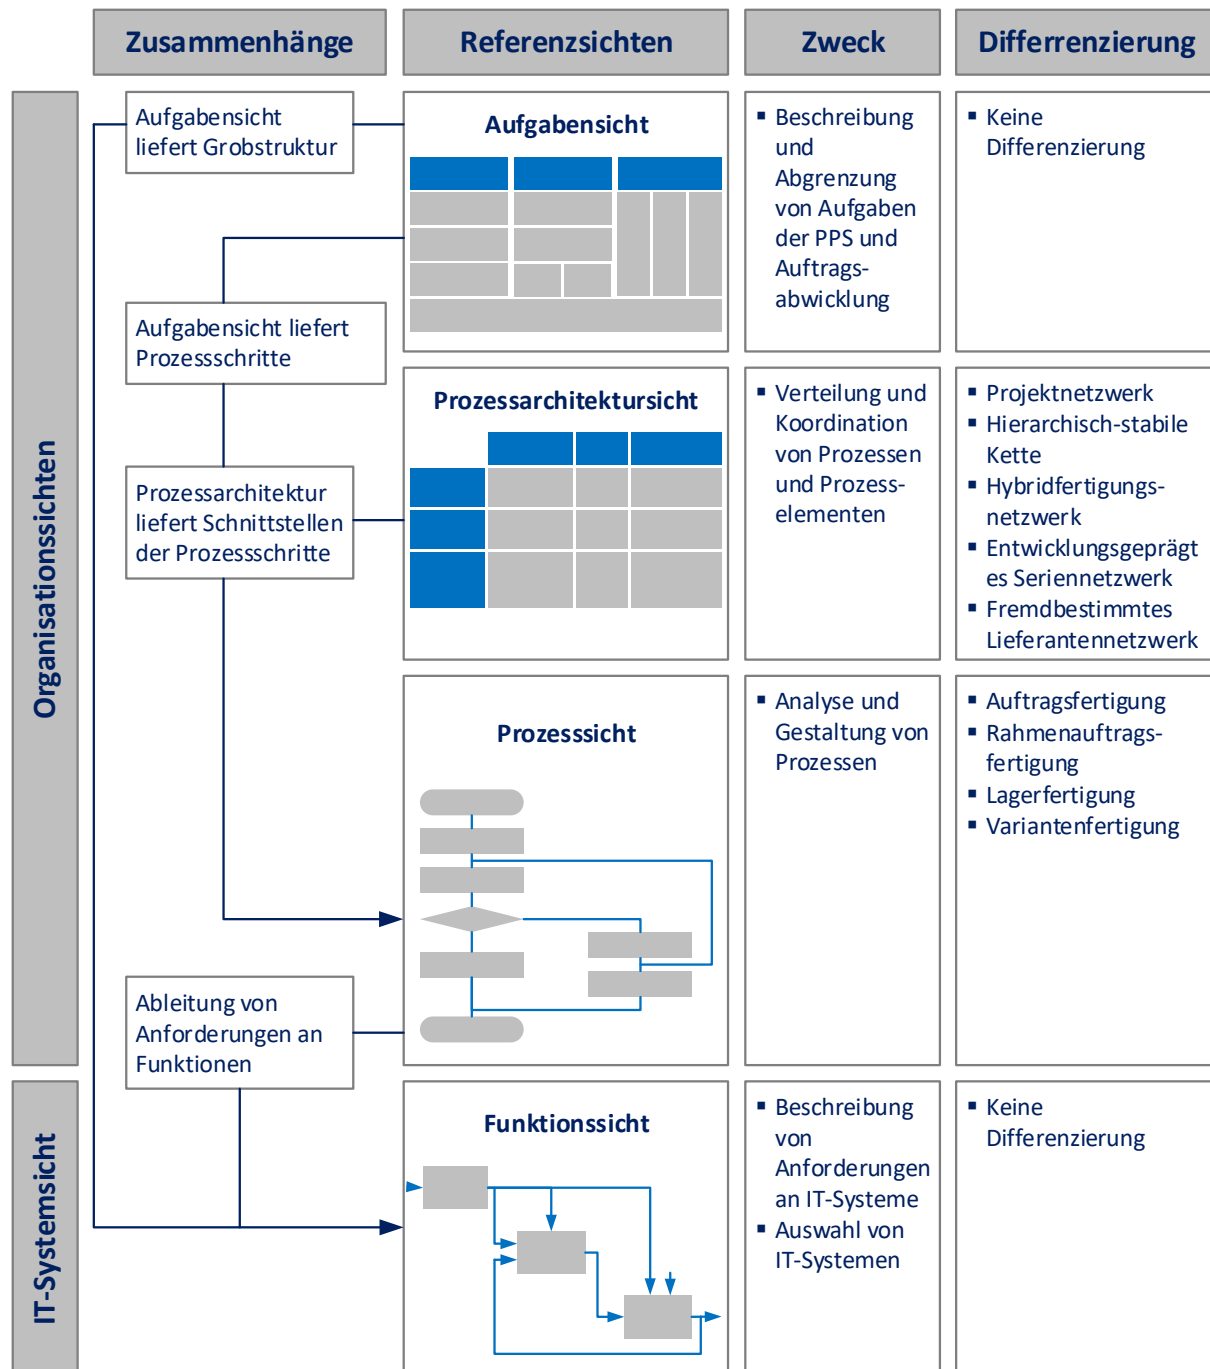 Zusammenhänge
Referenzsichten
Zweck
Differrenzierung
Organisationssichten
Aufgabensicht
liefert Grobstruktur
Aufgabensicht liefert
Prozessschritte
Prozessarchitektur
liefert Schnittstellen
der Prozessschritte
Ableitung von
Anforderungen an
Funktionen
Aufgabensicht
▪ Beschreibung
und
Abgrenzung
von Aufgaben
der PPS und
Auftrags-
abwicklung
▪ Keine
Differenzierung
Prozessarchitektursicht
▪ Verteilung und
Koordination
von Prozessen
und Prozess-
elementen
▪ Projektnetzwerk
▪ Hierarchisch-stabile
Kette
▪ Hybridfertigungs-
netzwerk
▪ Entwicklungsgeprägt
es Seriennetzwerk
▪ Fremdbestimmtes
Lieferantennetzwerk
Prozesssicht
▪ Analyse und
Gestaltung von
Prozessen
▪ Auftragsfertigung
▪ Rahmenauftrags-
fertigung
▪ Lagerfertigung
▪ Variantenfertigung
IT-Systemsicht
Funktionssicht
▪ Beschreibung
von
Anforderungen
an IT-Systeme
▪ Auswahl von
IT-Systemen
▪ Keine
Differenzierung